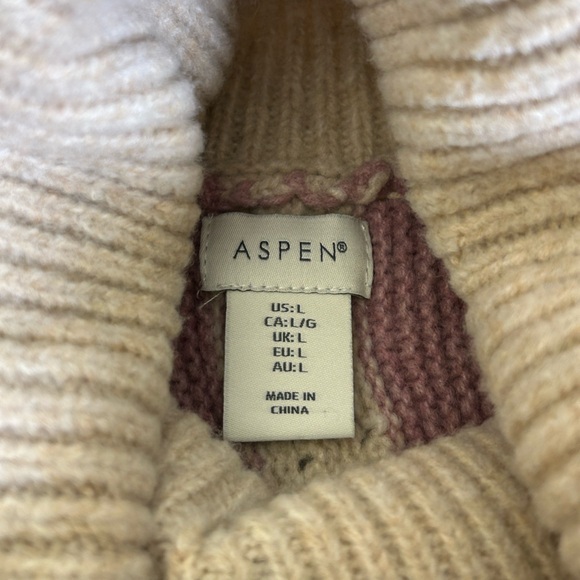 ASPEN®
US: L
CA: L/G
UK: L
EU: L
AU: L
MADE IN
CHINA